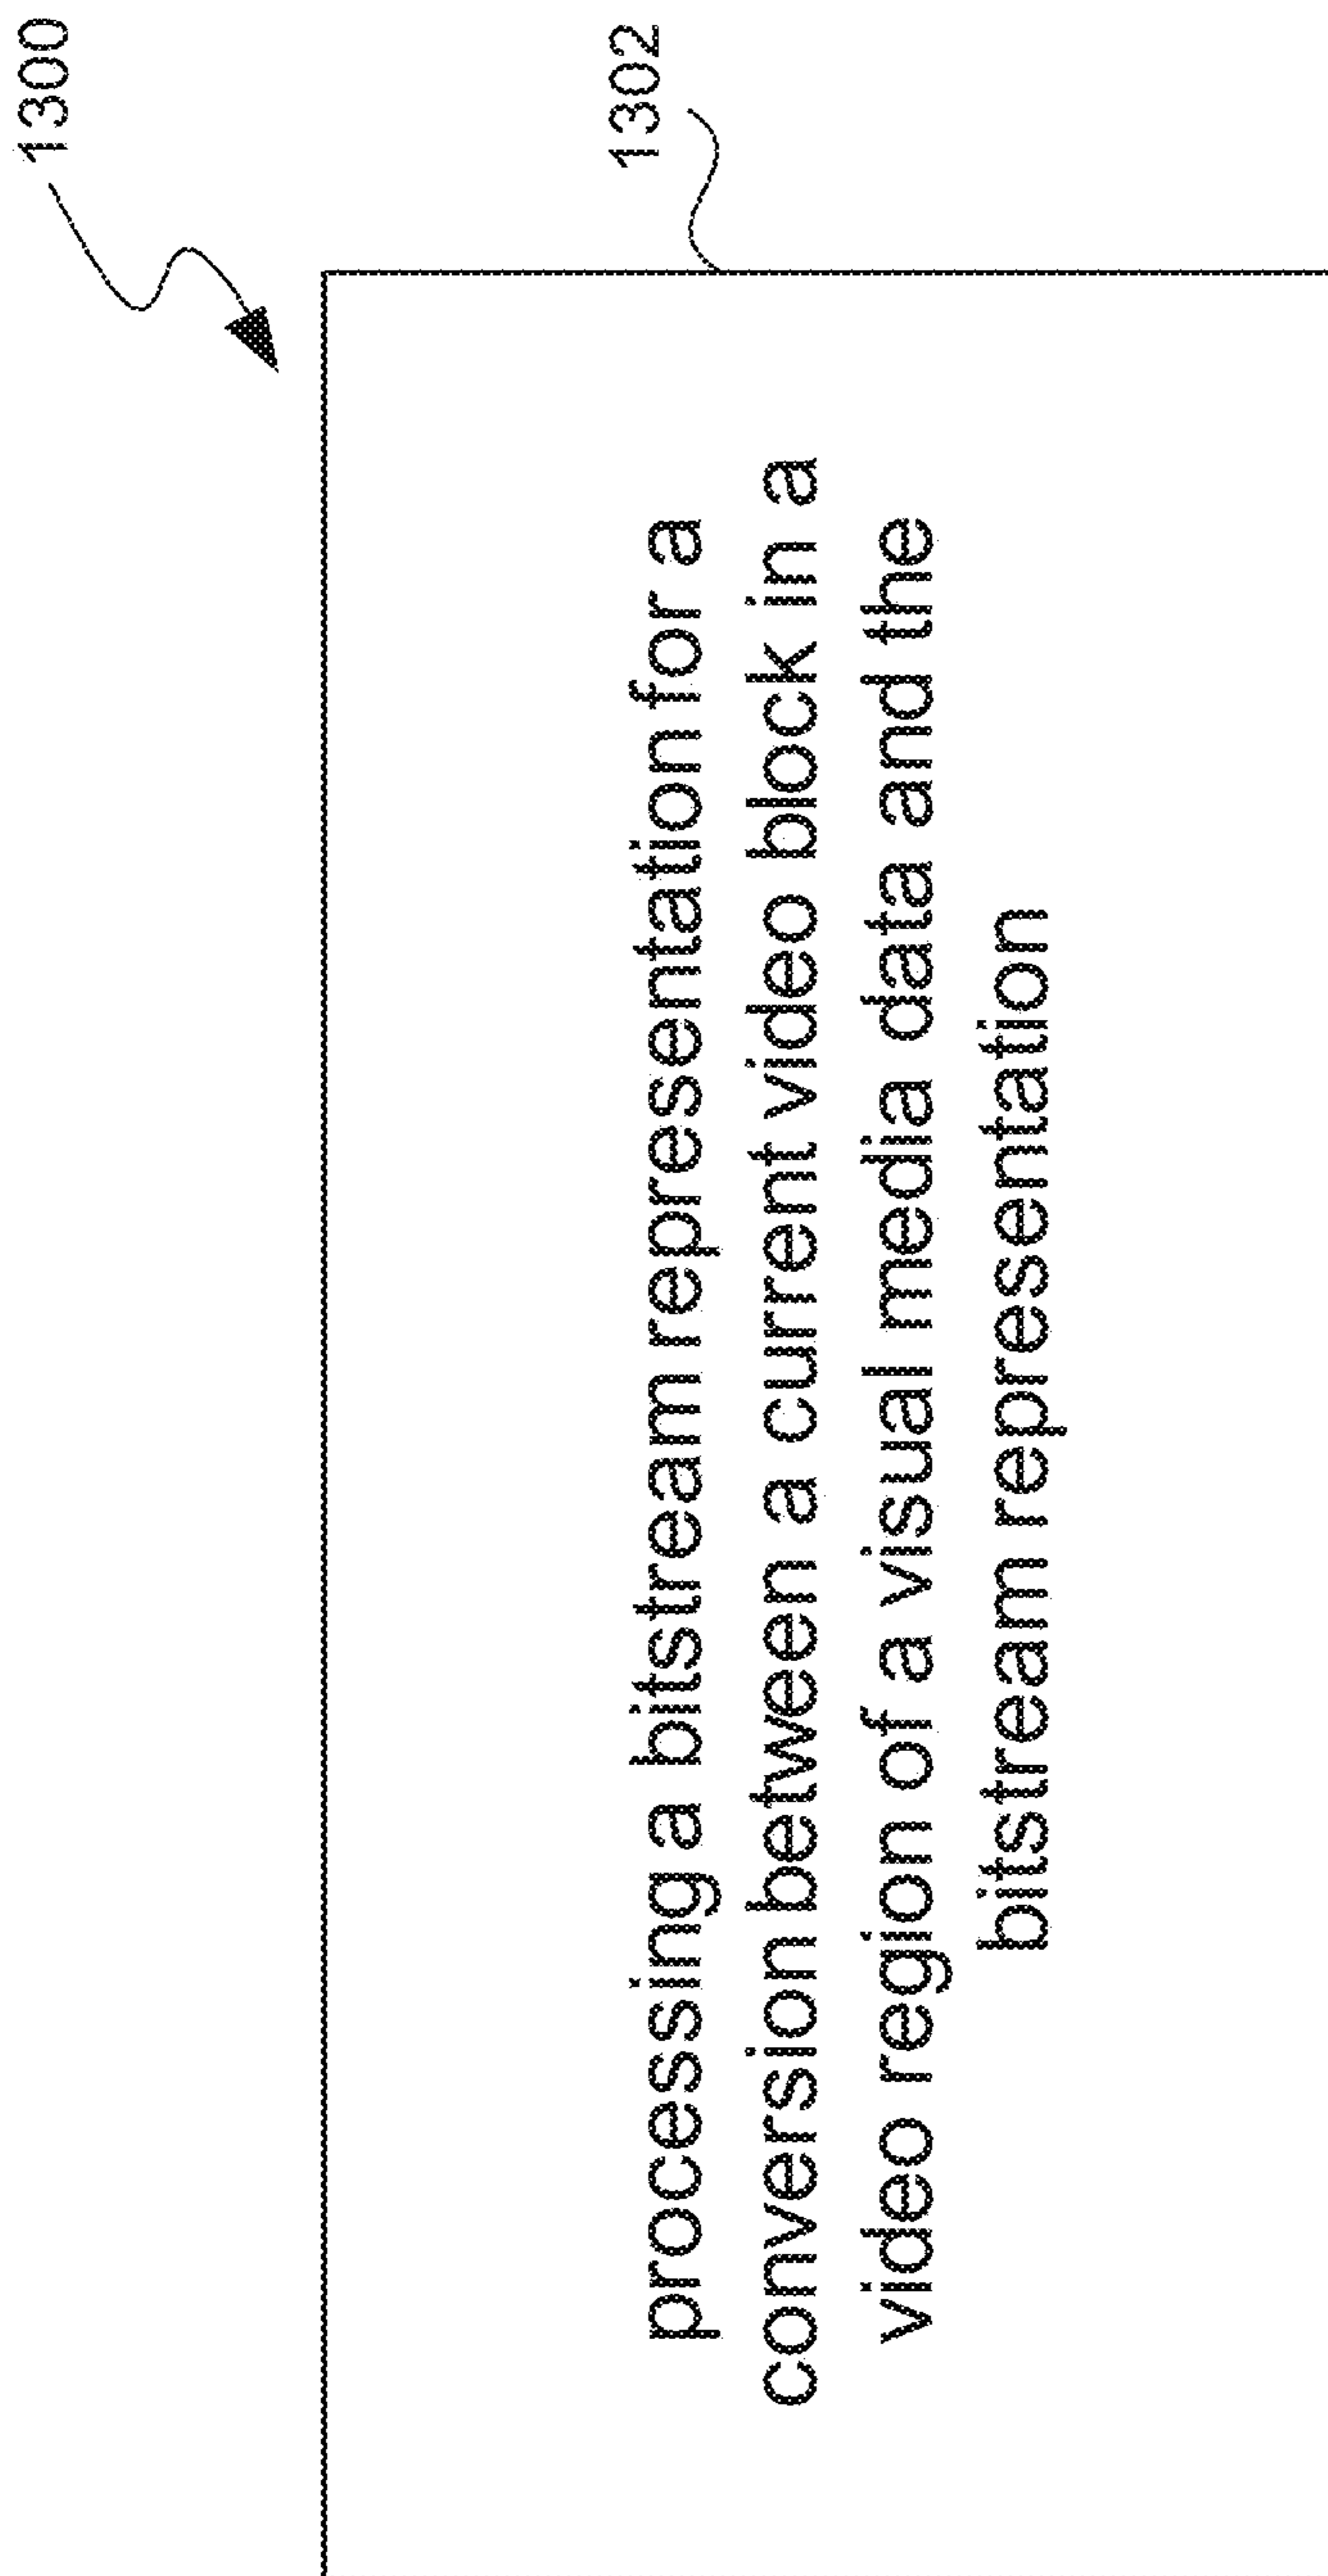 1300
1302
processing a bitstream representation for a
conversion between a current video block in a
video region of a visual media data and the
bitstream representation